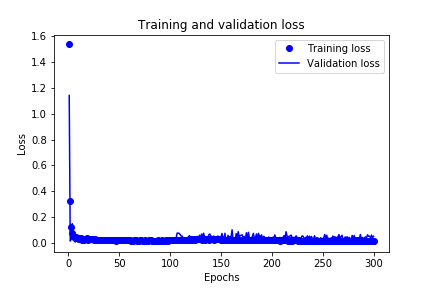 Training and validation loss
Training loss
Validation loss
Loss
1.6
1.4
1.2
1.0
0.8
0.6
0.4
0.2
0.0
0 50 100 150 200 250 300
Epochs